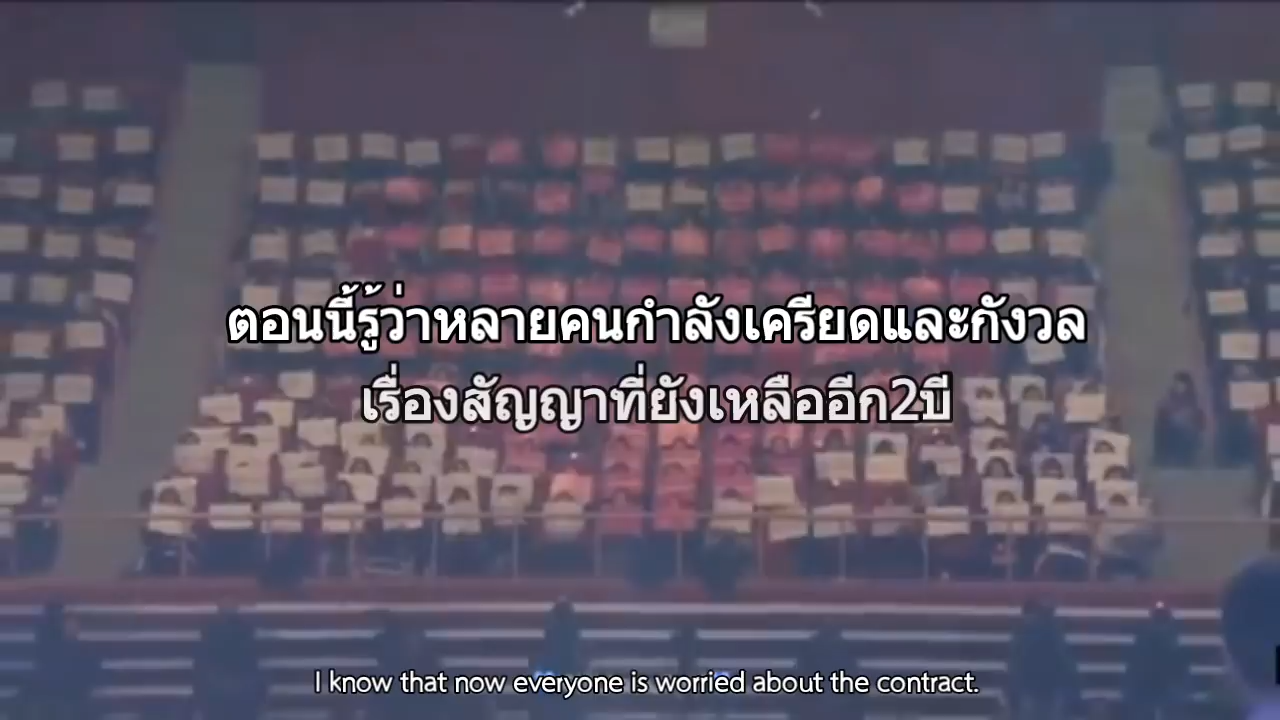 ตอนนี้รู้ว่าหลายคนกำลังเครียดและกังวล
เรื่องสัญญาที่ยังเหลืออีก2บี
I know that now everyone is worried about the contract.